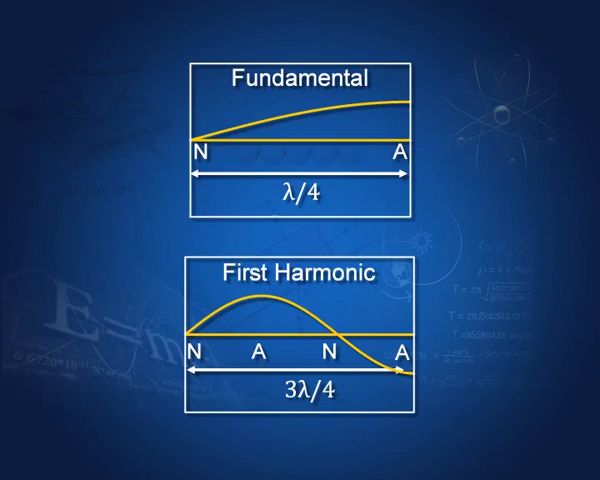 Fundamental
N A
λ/4
First Harmonic
N A N A
3λ/4